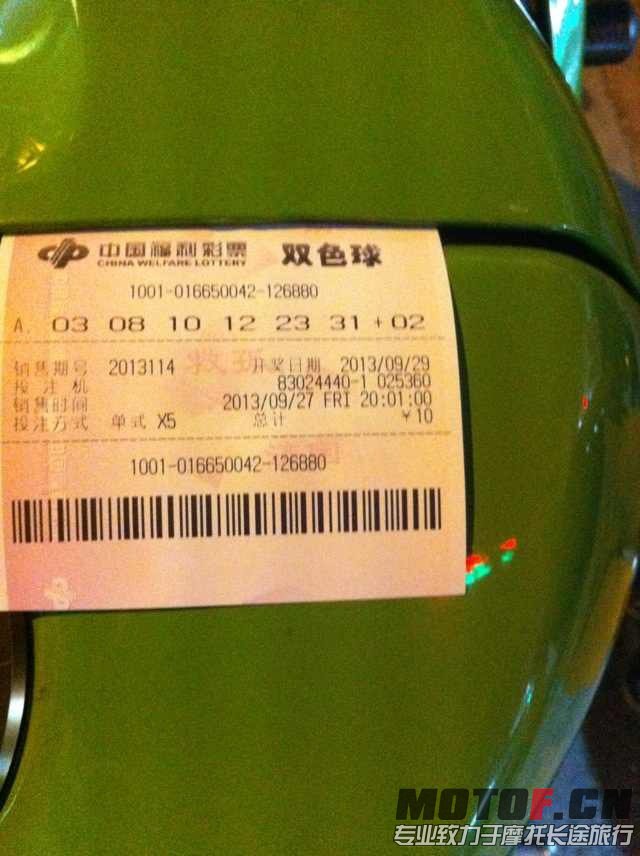 中国福利彩票 双色球
CHINA WELFARE LOTTERY
1001-016650042-126880
A. 03 08 10 12 23 31 + 02
销售期号 2013114 开奖日期 2013/09/29
投注机 83024440-1 025360
销售时间 2013/09/27 FRI 20:01:00
投注方式 单式 X5 总计 ¥10
1001-016650042-126880
MOTOF.CN
专业致力于摩托长途旅行